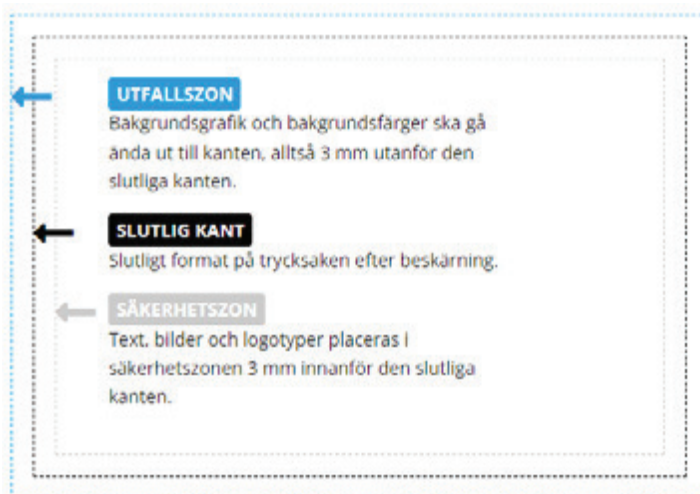 UTFALLSZON
Bakgrundsgrafik och bakgrundsfärger ska gå
ända ut till kanten, alltså 3 mm utanför den
slutliga kanten.
SLUTLIG KANT
Slutligt format på trycksaken efter beskärning.
SÄKERHETSZON
Text, bilder och logotyper placeras i
säkerhetszonen 3 mm innanför den slutliga
kanten.